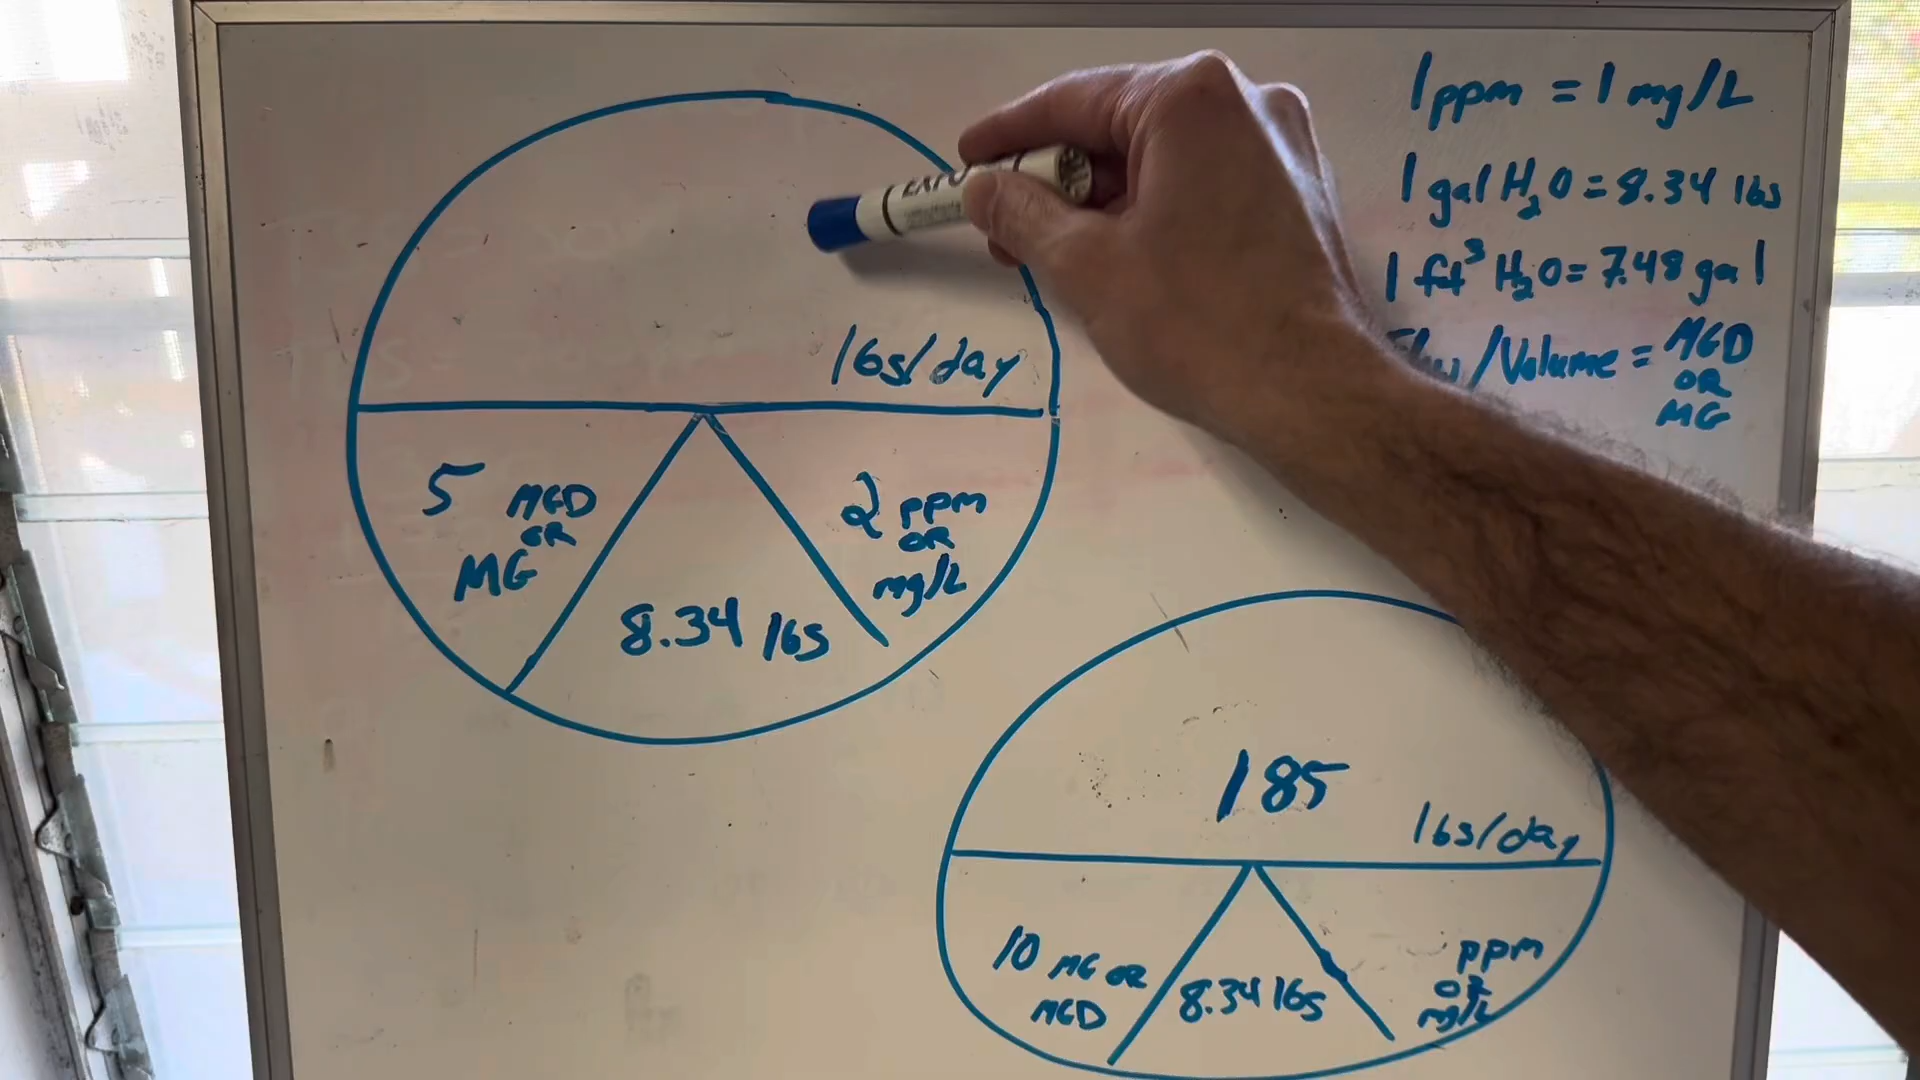 1 ppm = 1 mg/L
1 gal H₂O = 8.34 lbs
1 ft³ H₂O = 7.48 gal
/Volume = MGD
OR
MG
lbs/day
5 MGD
OR
MG
8.34 lbs
2 ppm
OR
mg/L
EXPO
185
lbs/day
10 MG OR
MGD
8.34 lbs
ppm
OR
mg/L